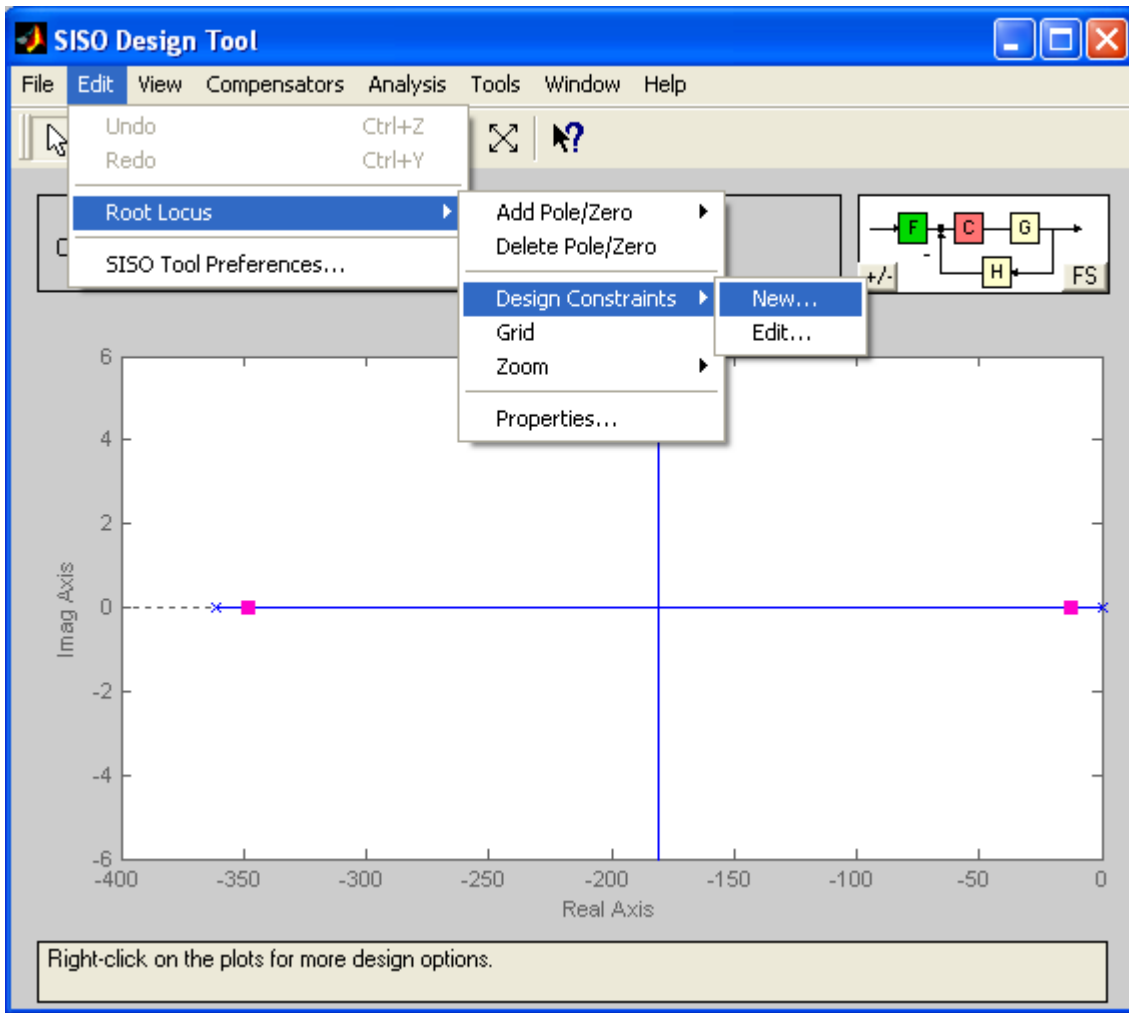 SISO Design Tool
File Edit View Compensators Analysis Tools Window Help
Undo Ctrl+Z
Redo Ctrl+Y
Root Locus
SISO Tool Preferences...
Add Pole/Zero
Delete Pole/Zero
Design Constraints
Grid
Zoom
Properties...
New...
Edit...
C
F C G
-
+/- H FS
6
4
2
0
-2
-4
-6
Imag Axis
-400 -350 -300 -250 -200 -150 -100 -50 0
Real Axis
Right-click on the plots for more design options.